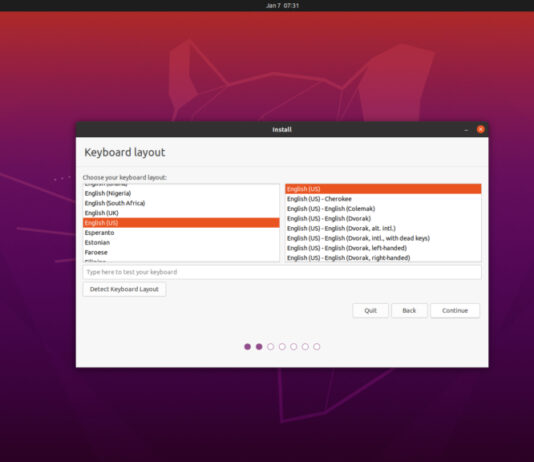 Jan 7 07:31
Install
Keyboard layout
Choose your keyboard layout:
English (Ghana)
English (Nigeria)
English (South Africa)
English (UK)
English (US)
Esperanto
Estonian
Faroese
Filipino
English (US)
English (US) - Cherokee
English (US) - English (Colemak)
English (US) - English (Dvorak)
English (US) - English (Dvorak, alt. intl.)
English (US) - English (Dvorak, intl., with dead keys)
English (US) - English (Dvorak, left-handed)
English (US) - English (Dvorak, right-handed)
Type here to test your keyboard
Detect Keyboard Layout
Quit
Back
Continue